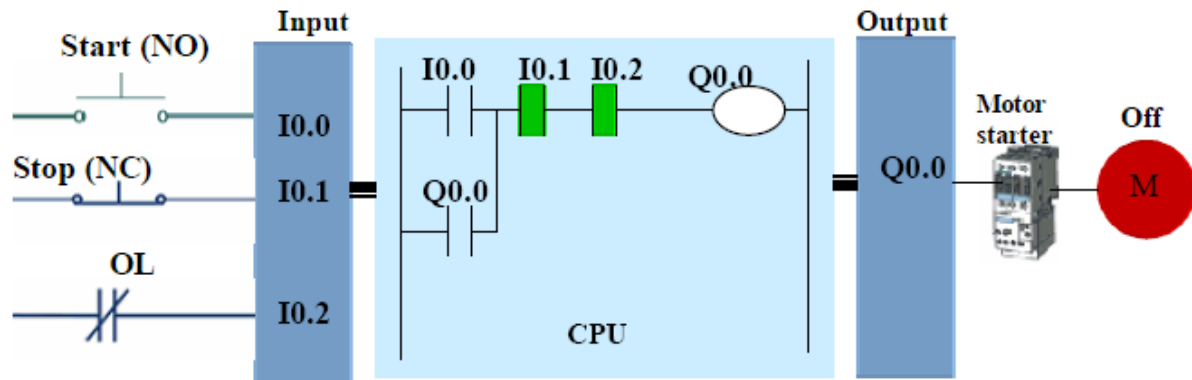 Input
Output
Start (NO)
I0.0
I0.1
I0.2
Q0.0
Motor
starter
Off
I0.0
Stop (NC)
I0.1
Q0.0
Q0.0
M
OL
I0.2
CPU